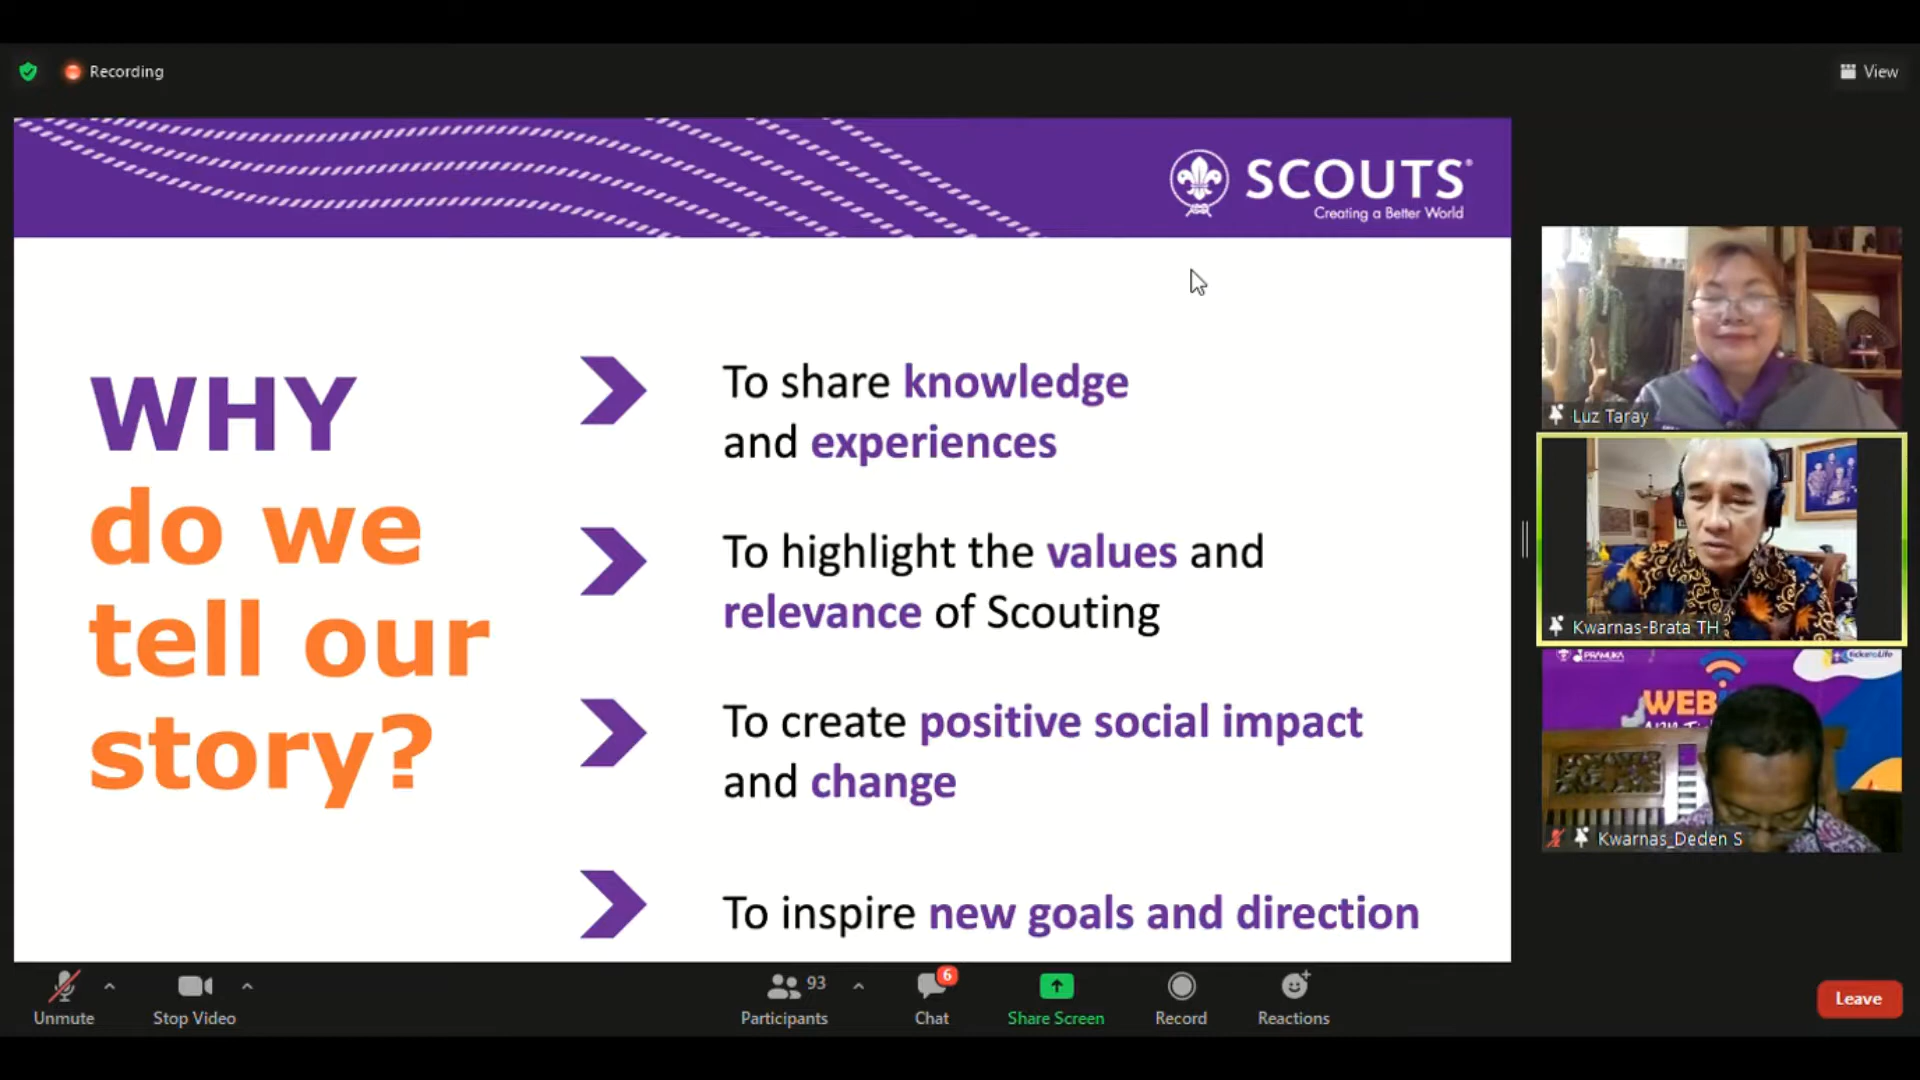 Recording
View
SCOUTS®
Creating a Better World
WHY
do we
tell our
story?
To share knowledge
and experiences
To highlight the values and
relevance of Scouting
To create positive social impact
and change
To inspire new goals and direction
Luz Taray
Kwarnas-Brata TH
PRAMUKA
WEB
Kwarnas_Deden S
Unmute
Stop Video
93
Participants
6
Chat
Share Screen
Record
Reactions
Leave